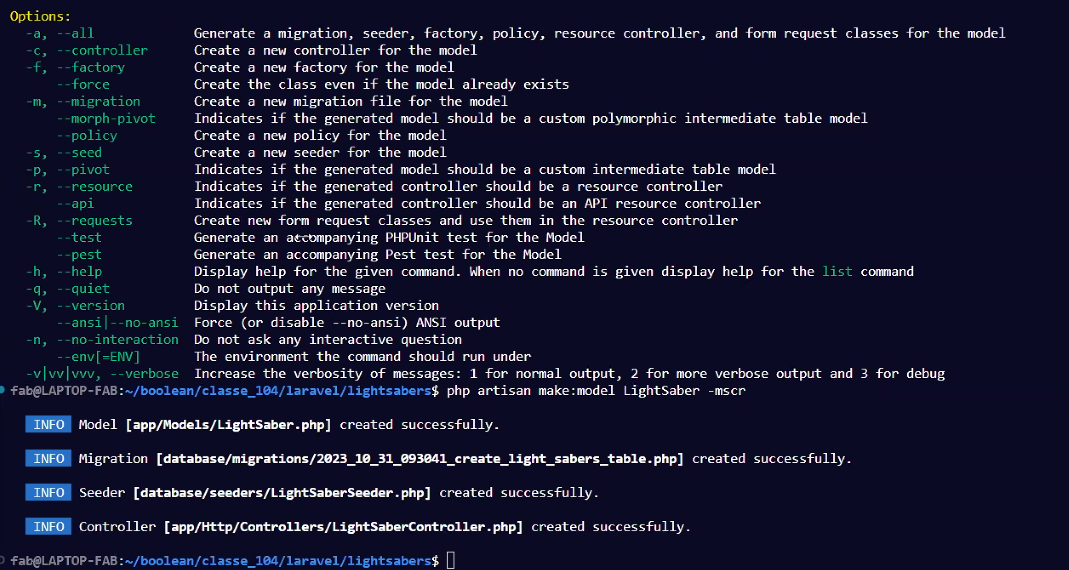 Options:
-a, --all Generate a migration, seeder, factory, policy, resource controller, and form request classes for the model
-c, --controller Create a new controller for the model
-f, --factory Create a new factory for the model
--force Create the class even if the model already exists
-m, --migration Create a new migration file for the model
--morph-pivot Indicates if the generated model should be a custom polymorphic intermediate table model
--policy Create a new policy for the model
-s, --seed Create a new seeder for the model
-p, --pivot Indicates if the generated model should be a custom intermediate table model
-r, --resource Indicates if the generated controller should be a resource controller
--api Indicates if the generated controller should be an API resource controller
-R, --requests Create new form request classes and use them in the resource controller
--test Generate an accompanying PHPUnit test for the Model
--pest Generate an accompanying Pest test for the Model
-h, --help Display help for the given command. When no command is given display help for the list command
-q, --quiet Do not output any message
-V, --version Display this application version
--ansi|--no-ansi Force (or disable --no-ansi) ANSI output
-n, --no-interaction Do not ask any interactive question
--env[=ENV] The environment the command should run under
-v|vv|vvv, --verbose Increase the verbosity of messages: 1 for normal output, 2 for more verbose output and 3 for debug
fab@LAPTOP-FAB:~/boolean/classe_104/laravel/lightsabers$ php artisan make:model LightSaber -mscr
INFO Model [app/Models/LightSaber.php] created successfully.
INFO Migration [database/migrations/2023_10_31_093041_create_light_sabers_table.php] created successfully.
INFO Seeder [database/seeders/LightSaberSeeder.php] created successfully.
INFO Controller [app/Http/Controllers/LightSaberController.php] created successfully.
fab@LAPTOP-FAB:~/boolean/classe_104/laravel/lightsabers$